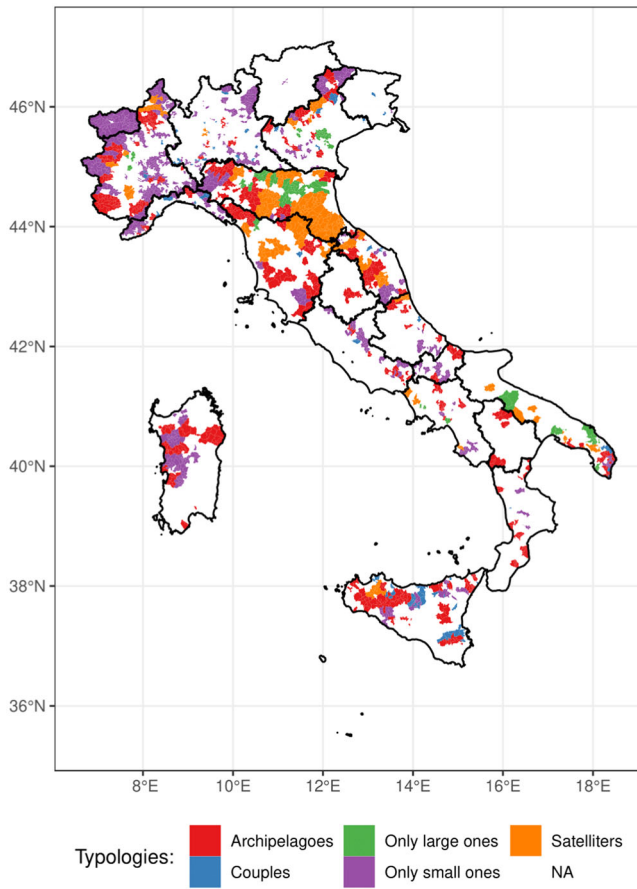 46°N
44°N
42°N
40°N
38°N
36°N
8°E 10°E 12°E 14°E 16°E 18°E
Typologies:
Archipelagoes Only large ones Satelliters
Couples Only small ones NA